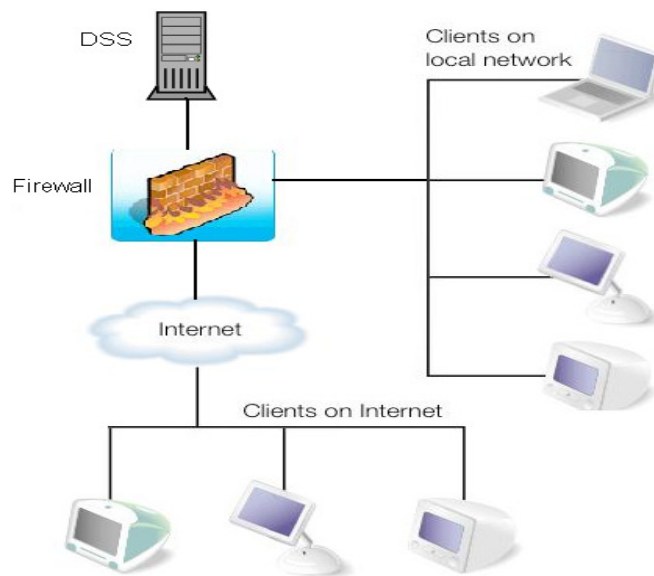 DSS
Clients on
local network
Firewall
Internet
Clients on Internet